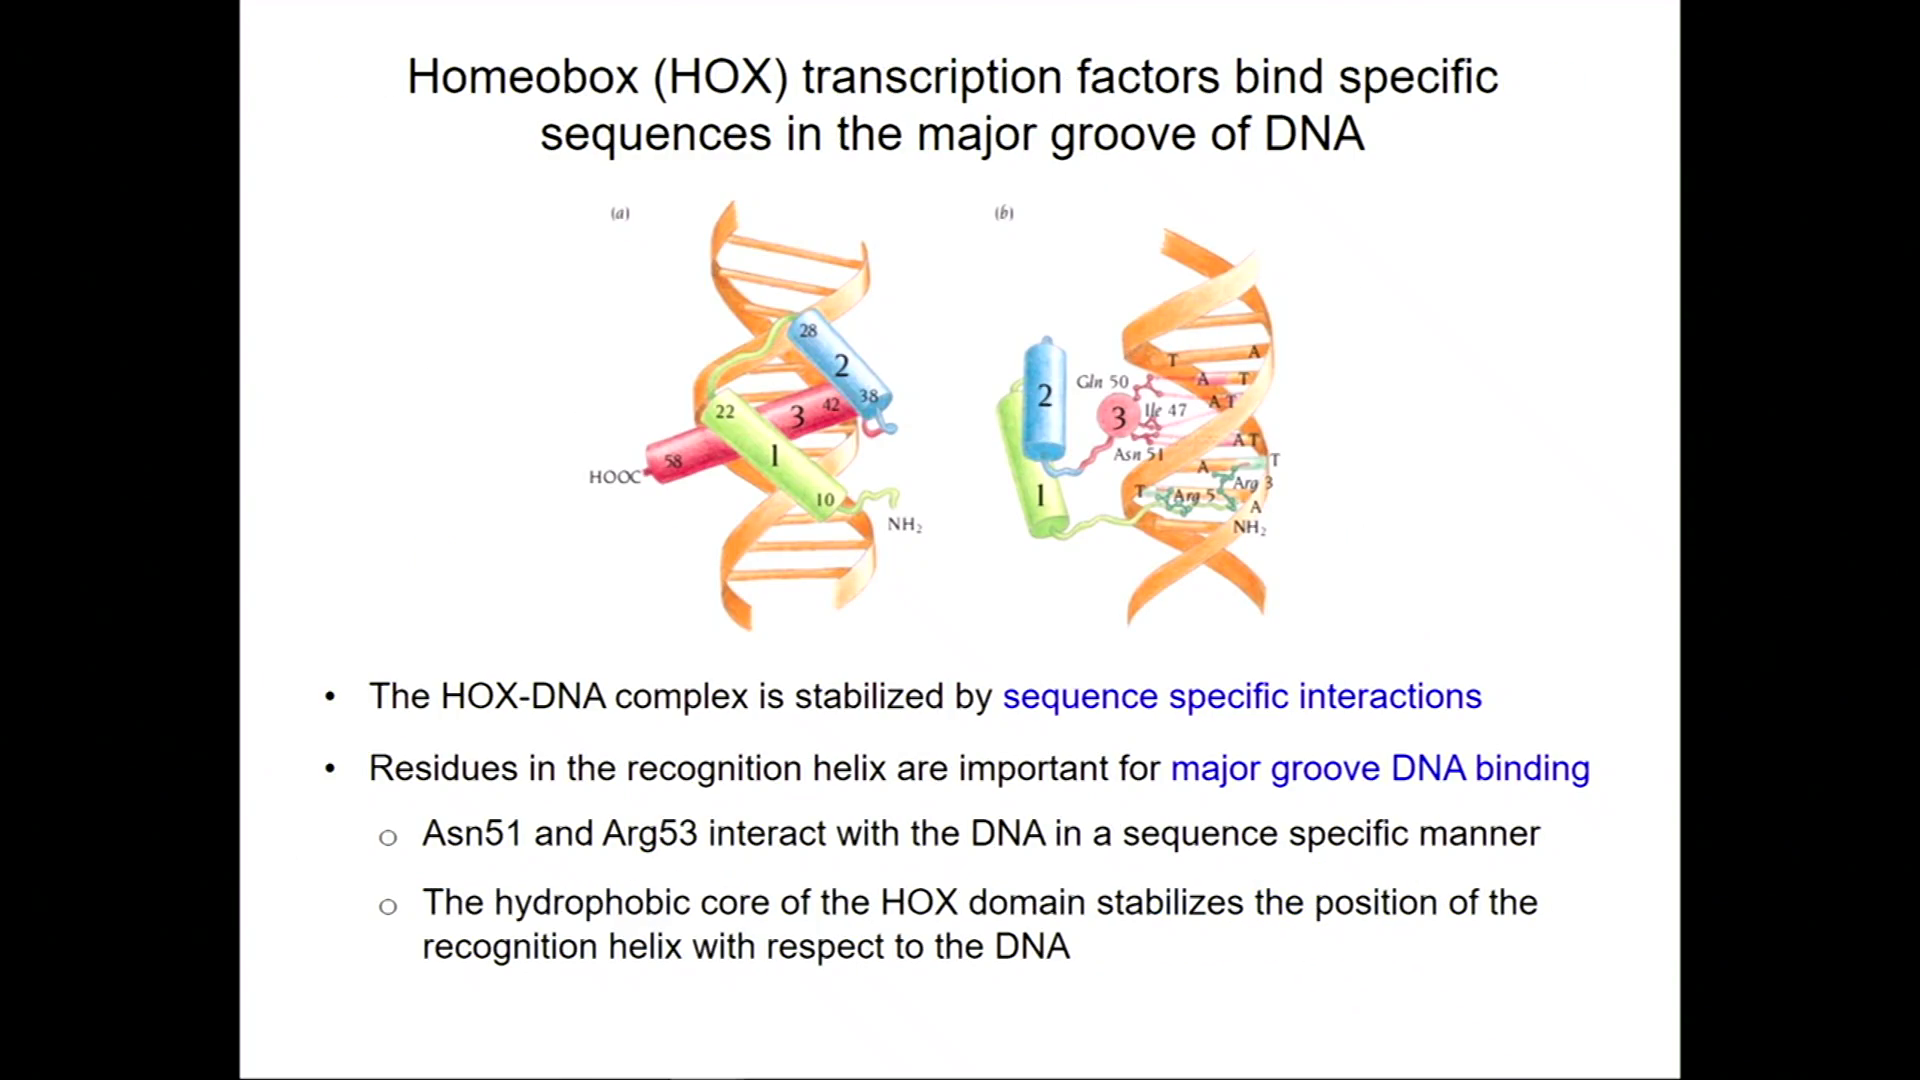 Homeobox (HOX) transcription factors bind specific
sequences in the major groove of DNA
(a)
28
2
38
42
3
22
1
58
HOOC
10
NH₂
(b)
T
A
A
T
Gln 50
2
3
Ile 47
A T
Asn 51
A T
A
T
Arg 3
1
T
Arg 5
A
NH₂
• The HOX-DNA complex is stabilized by sequence specific interactions
• Residues in the recognition helix are important for major groove DNA binding
o Asn51 and Arg53 interact with the DNA in a sequence specific manner
o The hydrophobic core of the HOX domain stabilizes the position of the
recognition helix with respect to the DNA